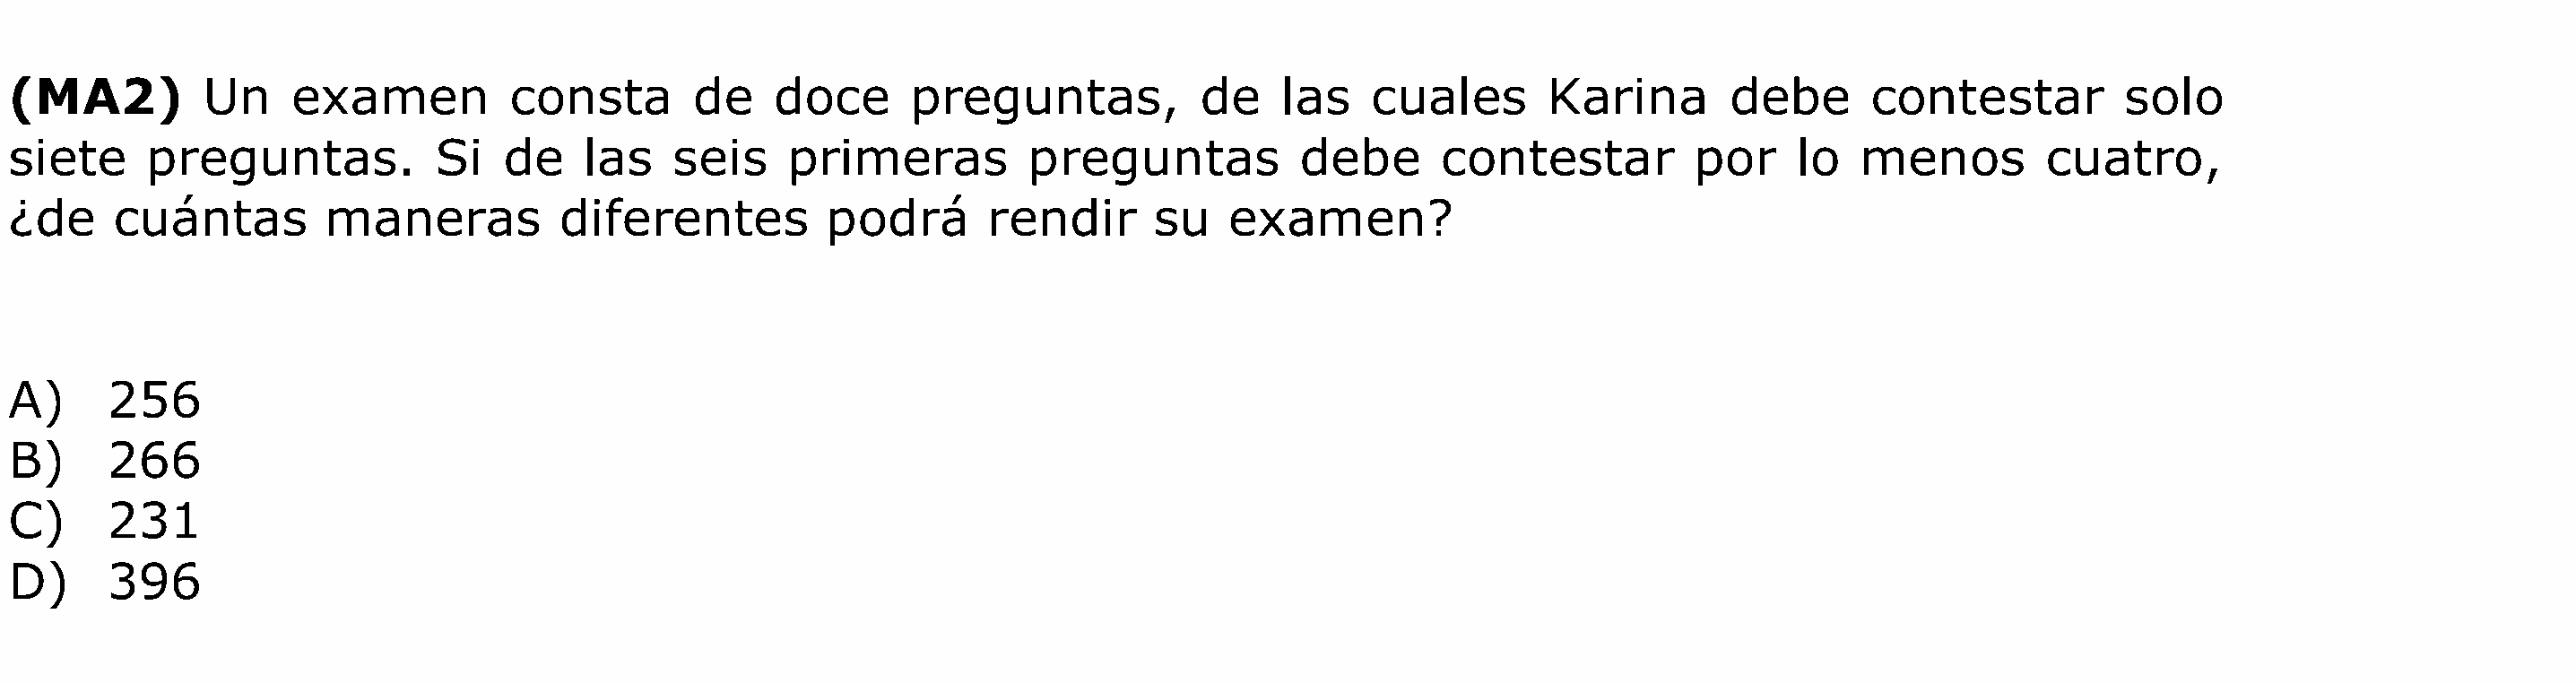 (MA2) Un examen consta de doce preguntas, de las cuales Karina debe contestar solo
siete preguntas. Si de las seis primeras preguntas debe contestar por lo menos cuatro,
¿de cuántas maneras diferentes podrá rendir su examen?
A) 256
B) 266
C) 231
D) 396